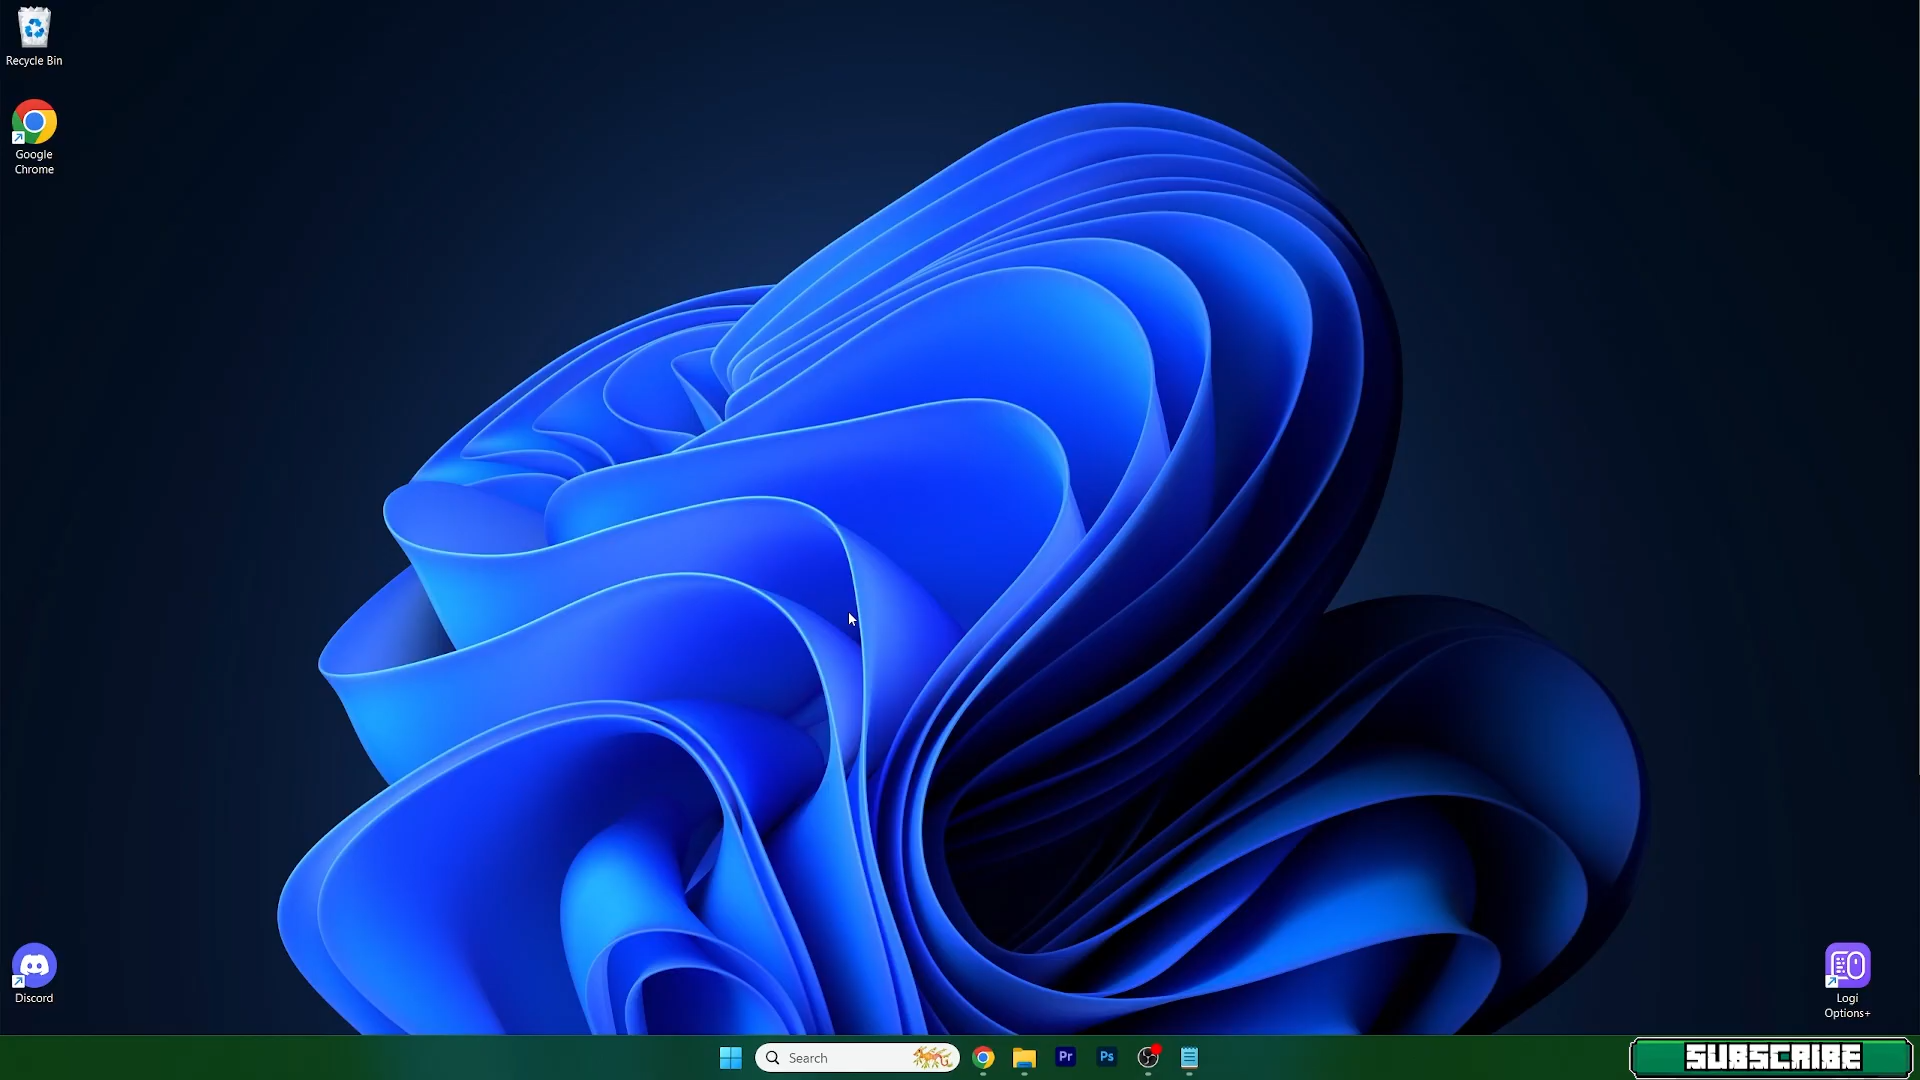 Recycle Bin
Google
Chrome
Discord
Logi
Options+
Search
Pr
Ps
SUBSCRIBE